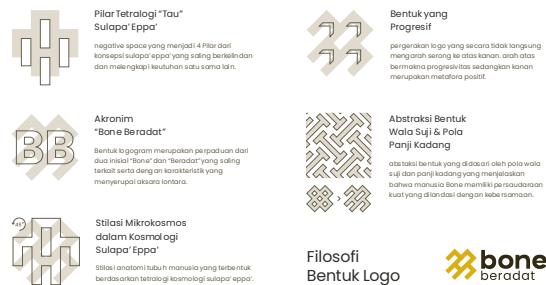 Pilar Tetralogi “Tau”
Sulapa’ Eppa’
negative space yang menjadi 4 Pilar dari
konsepsi sulapa’ eppa’ yang saling berkelindan
dan melengkapi keutuhan satu sama lain.
Akronim
“Bone Beradat”
Bentuk logogram merupakan perpaduan dari
dua inisial “Bone” dan “Beradat” yang saling
terkait serta dengan karakteristik yang
menyerupai aksara lontara.
BB
45°
Stilasi Mikrokosmos
dalam Kosmologi
Sulapa’ Eppa’
Stilasi anatomi tubuh manusia yang terbentuk
berdasarkan tetralogi kosmologi sulapa’ eppa’.
Bentuk yang
Progresif
pergerakan logo yang secara tidak langsung
mengarah serong ke atas kanan. arah atas
bermakna progresivitas sedangkan kanan
merupakan metafora positif.
Abstraksi Bentuk
Wala Suji & Pola
Panji Kadang
abstaksi bentuk yang didasari oleh pola wala
suji dan panji kadang yang menjelaskan
bahwa manusia Bone memiliki persaudaraan
kuat yang dilandasi dengan kebersamaan.
Filosofi
Bentuk Logo
bone
beradat